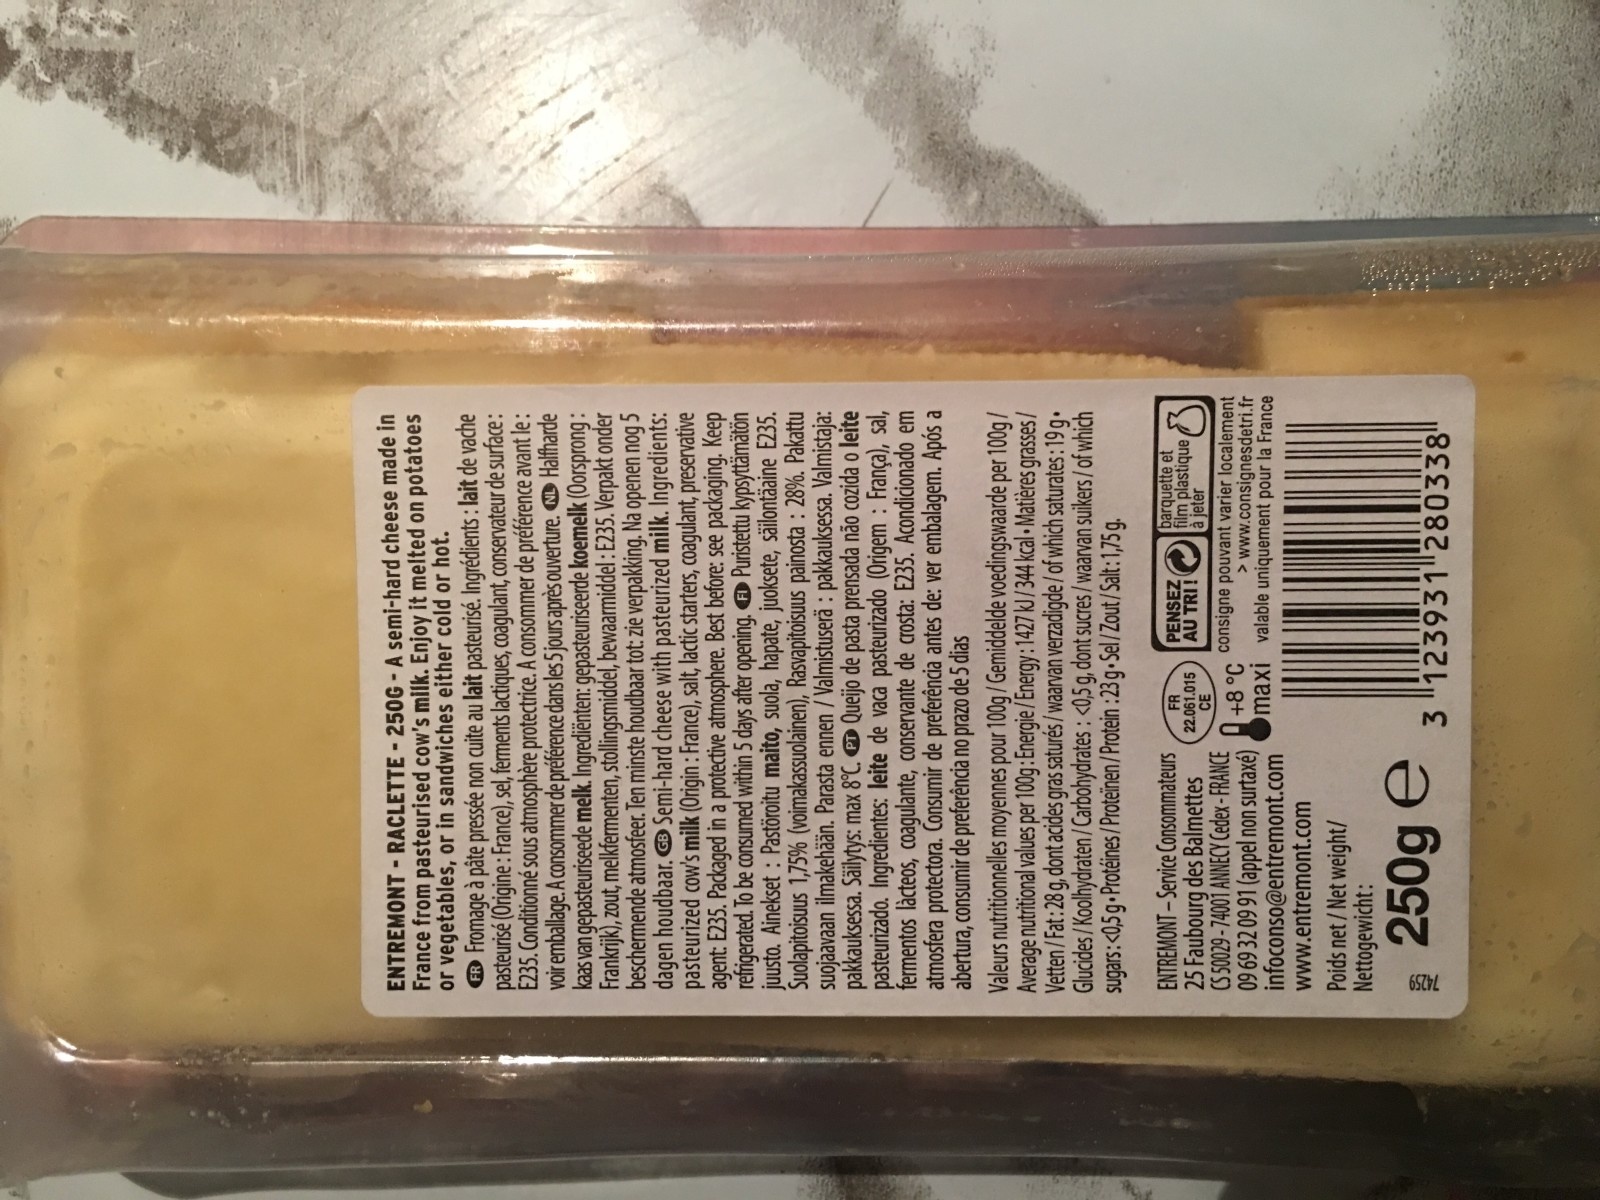 ENTREMONT - RACLETTE - 250G - A semi-hard cheese made in
France from pasteurised cow's milk. Enjoy it melted on potatoes
or vegetables, or in sandwiches either cold or hot.
FR Fromage à pâte pressée non cuite au lait pasteurisé. Ingrédients : lait de vache
pasteurisé (Origine : France), sel, ferments lactiques, coagulant, conservateur de surface :
E235. Conditionné sous atmosphère protectrice. A consommer de préférence avant le :
voir emballage. A consommer de préférence dans les 5 jours après ouverture. NL Halfharde
kaas van gepasteuriseerde melk. Ingrediënten: gepasteuriseerde koemelk (Oorsprong :
Frankrijk), zout, melkfermenten, stollingsmiddel, bewaarmiddel : E235. Verpakt onder
beschermende atmosfeer. Ten minste houdbaar tot: zie verpakking. Na openen nog 5
dagen houdbaar. GB Semi-hard cheese with pasteurized milk. Ingredients:
pasteurized cow's milk (Origin : France), salt, lactic starters, coagulant, preservative
agent: E235. Packaged in a protective atmosphere. Best before: see packaging. Keep
refrigerated. To be consumed within 5 days after opening. FI Puristettu kypsyttämätön
juusto. Ainekset : Pastöroitu maito, suola, hapate, juoksete, säilöntäaine E235.
Suolapitoisuus 1,75% (voimakassuolainen), Rasvapitoisuus painosta : 28%. Pakattu
suojaavaan ilmakehään. Parasta ennen / Valmistuserä : pakkauksessa. Valmistaja:
pakkauksessa. Säilytys: max 8°C. PT Queijo de pasta prensada não cozida o leite
pasteurizado. Ingredientes: leite de vaca pasteurizado (Origem : França), sal,
fermentos lácteos, coagulante, conservante de crosta: E235. Acondicionado em
atmosfera protectora. Consumir de preferência antes de: ver embalagem. Após a
abertura, consumir de preferência no prazo de 5 dias
Valeurs nutritionnelles moyennes pour 100g / Gemiddelde voedingswaarde per 100g /
Average nutritional values per 100g : Energie / Energy : 1427 kJ / 344 kcal • Matières grasses /
Vetten / Fat : 28 g, dont acides gras saturés / waarvan verzadigde / of which saturates : 19 g •
Glucides / Koolhydraten / Carbohydrates : <0,5 g, dont sucres / waarvan suikers / of which
sugars : <0,5 g • Protéines / Proteïnen / Protein : 23 g • Sel / Zout / Salt : 1,75 g.
ENTREMONT – Service Consommateurs
25 Faubourg des Balmettes
CS 50029 - 74001 ANNECY Cedex - FRANCE
09 69 32 09 91 (appel non surtaxé)
infoconso@entremont.com
www.entremont.com
FR
22.061.015
CE
+8 °C
maxi
PENSEZ
AU TRI !
barquette et
film plastique
à jeter
consigne pouvant varier localement
> www.consignesdetri.fr
valable uniquement pour la France
Poids net / Net weight /
Nettogewicht :
250g e
74259
3 123931 280338